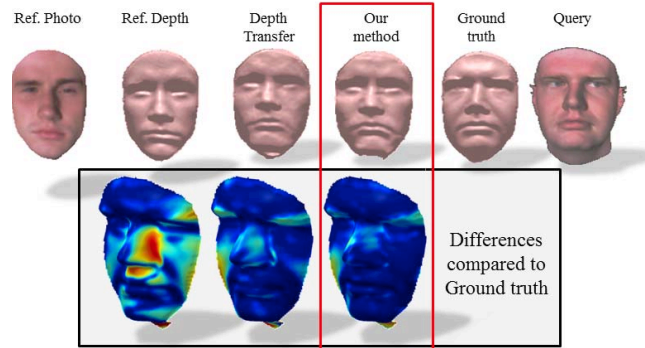 Ref. Photo
Ref. Depth
Depth
Transfer
Our
method
Ground
truth
Query
Differences
compared to
Ground truth